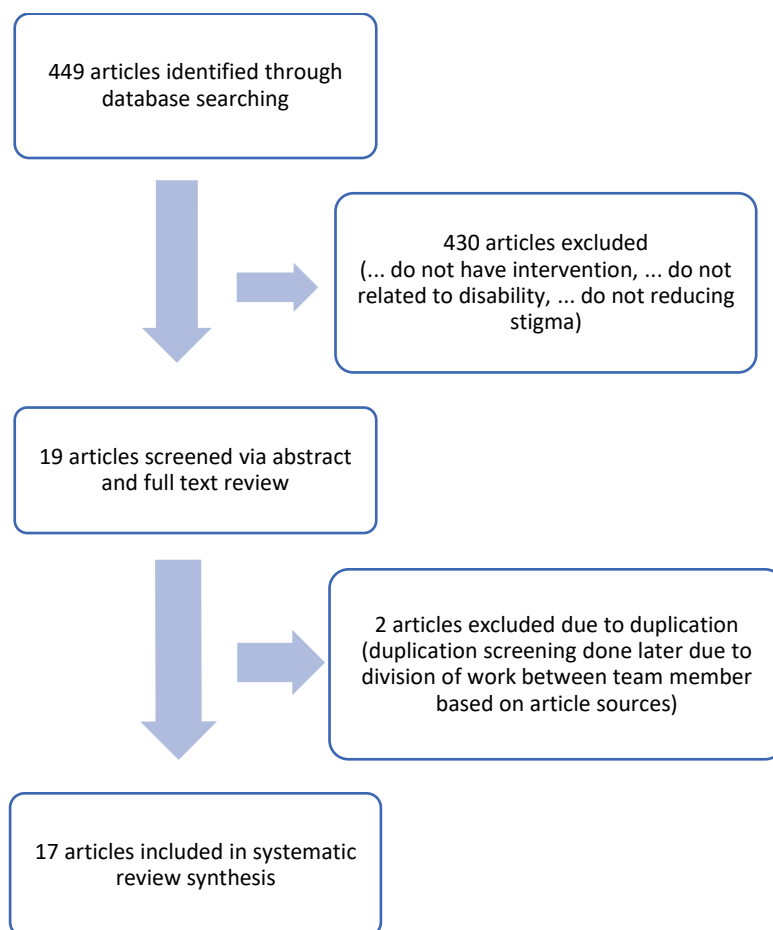 449 articles identified through
database searching
430 articles excluded
(... do not have intervention, ... do not
related to disability, ... do not reducing
stigma)
19 articles screened via abstract
and full text review
2 articles excluded due to duplication
(duplication screening done later due to
division of work between team member
based on article sources)
17 articles included in systematic
review synthesis